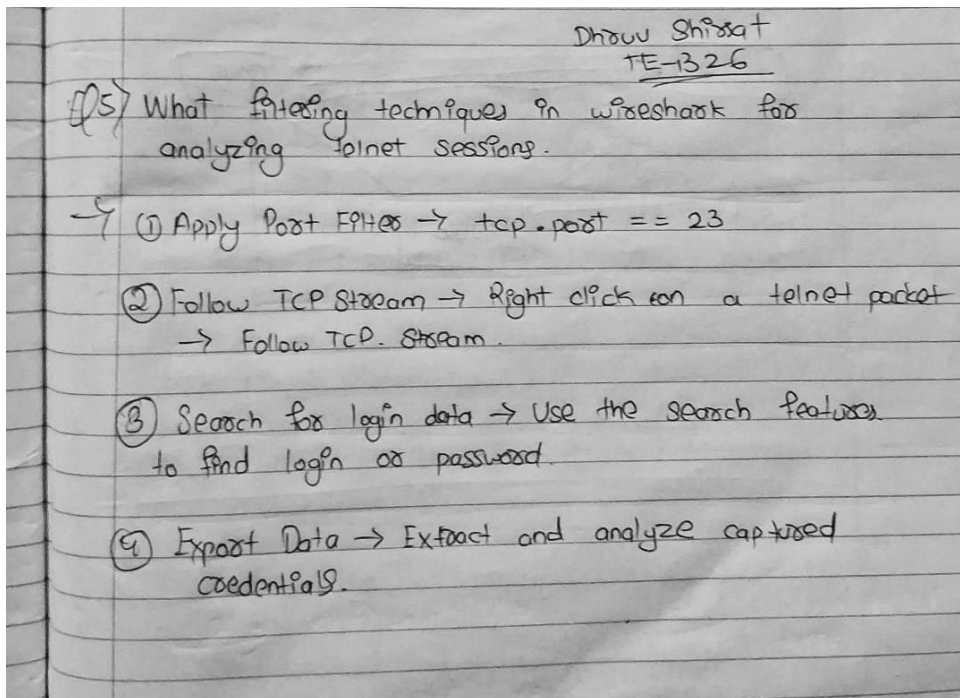 Dhruv Shirsat
TE-B 26
Q5) What filtering techniques in wireshark for
analyzing Telnet sessions.
→ ① Apply Port Filter → tcp.port == 23
② Follow TCP Stream → Right click on a telnet packet
→ Follow TCP. Stream.
③ Search for login data → Use the search features
to find login or password.
④ Export Data → Extract and analyze captured
credentials.